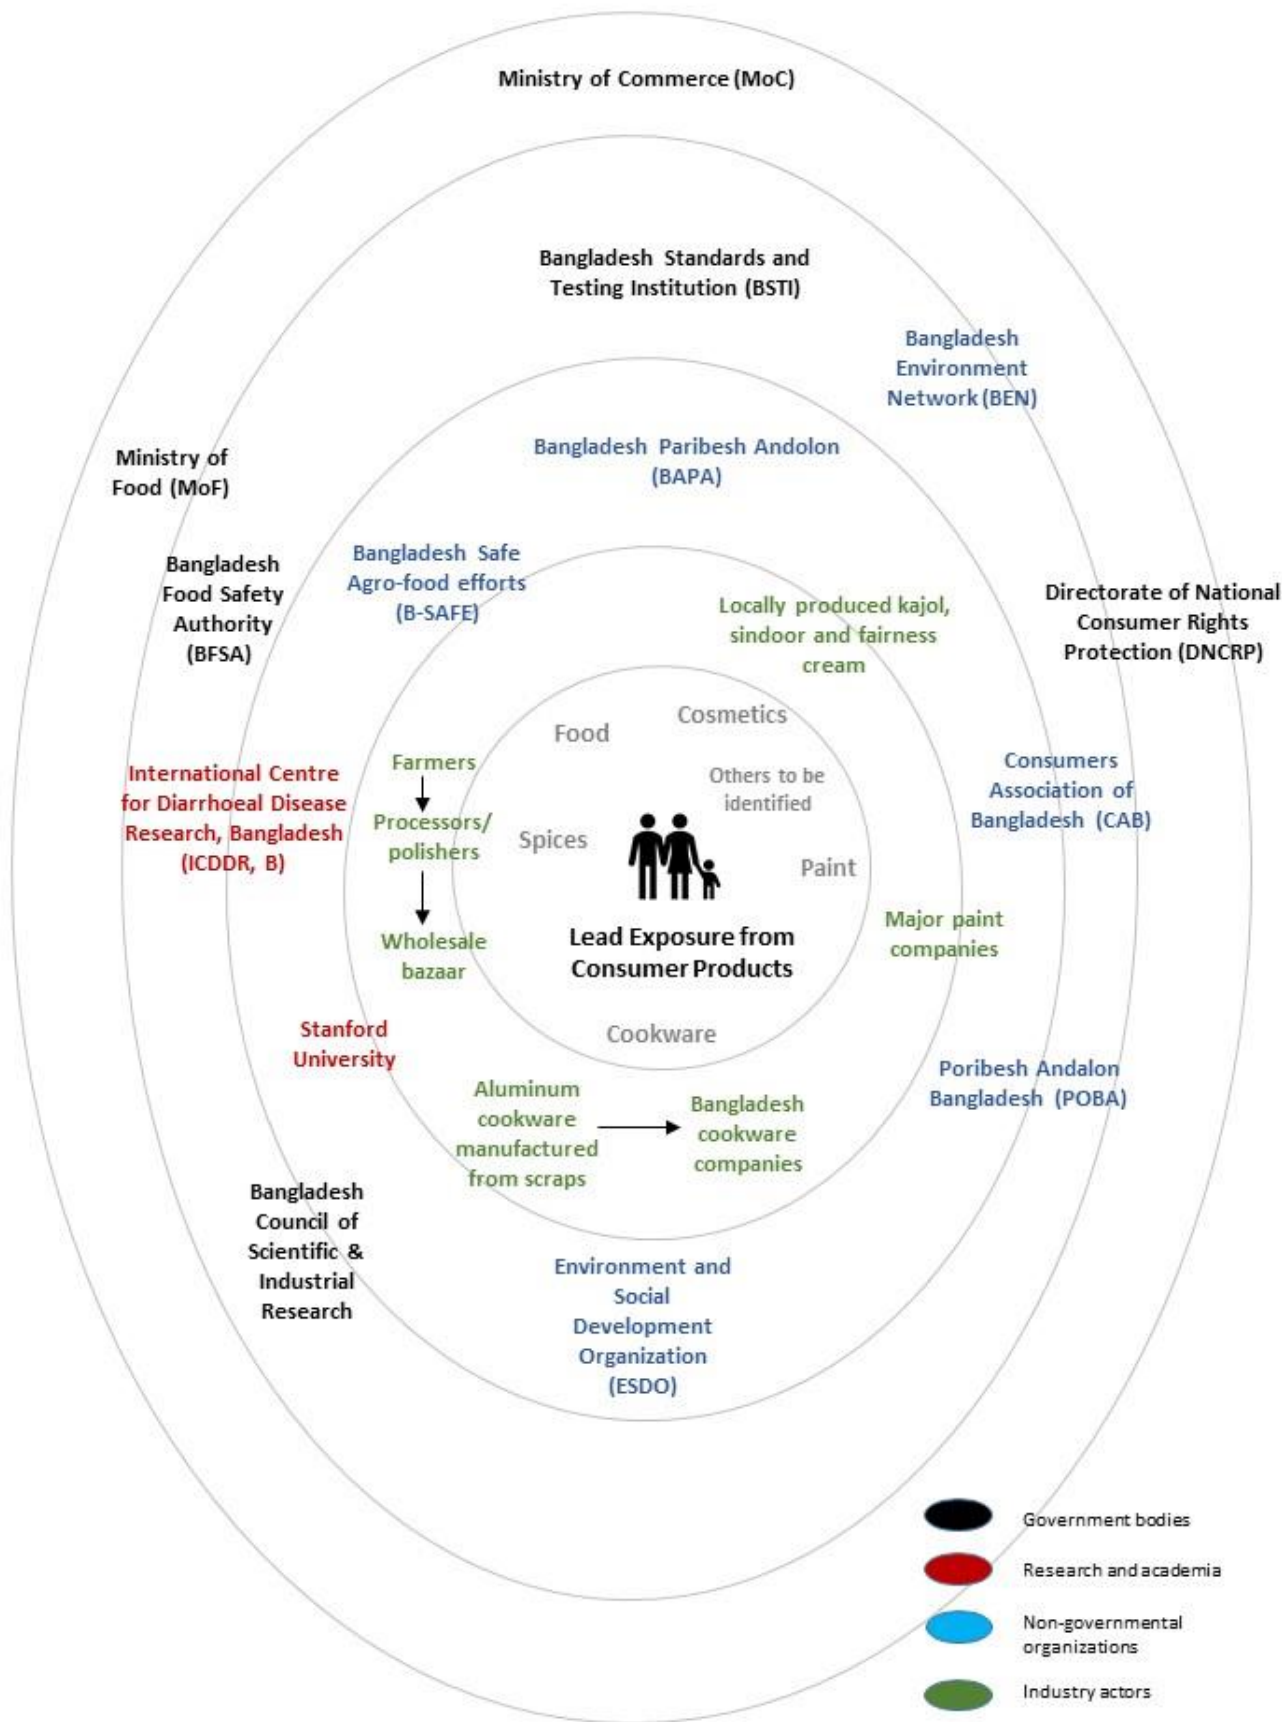 Ministry of Commerce (MoC)
Bangladesh Standards and
Testing Institution (BSTI)
Bangladesh
Environment
Network (BEN)
Bangladesh Paribesh Andolon
(BAPA)
Ministry of
Food (MoF)
Bangladesh
Food Safety
Authority
(BFSA)
Bangladesh Safe
Agro-food efforts
(B-SAFE)
Locally produced kajol,
sindoor and fairness
cream
Directorate of National
Consumer Rights
Protection (DNCRP)
Food
Cosmetics
Others to be
identified
Spices
Paint
Lead Exposure from
Consumer Products
Cookware
Farmers
Processors/
polishers
Wholesale
bazaar
International Centre
for Diarrhoeal Disease
Research, Bangladesh
(ICDDR, B)
Consumers
Association of
Bangladesh (CAB)
Major paint
companies
Stanford
University
Poribesh Andalon
Bangladesh (POBA)
Aluminum
cookware
manufactured
from scraps
Bangladesh
cookware
companies
Bangladesh
Council of
Scientific &
Industrial
Research
Environment and
Social
Development
Organization
(ESDO)
Government bodies
Research and academia
Non-governmental
organizations
Industry actors